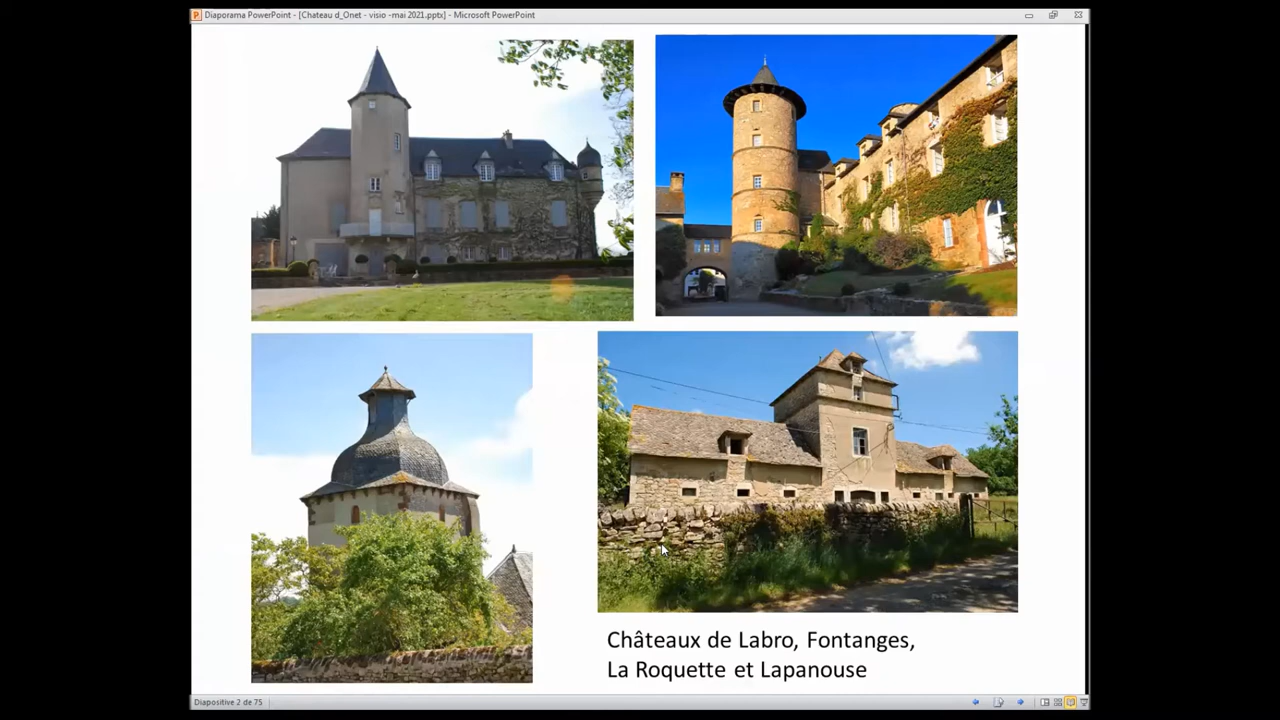 Diaporama PowerPoint - [Chateau d_Onet - visio -mai 2021.pptx] - Microsoft PowerPoint
Châteaux de Labro, Fontanges,
La Roquette et Lapanouse
Diapositive 2 de 75